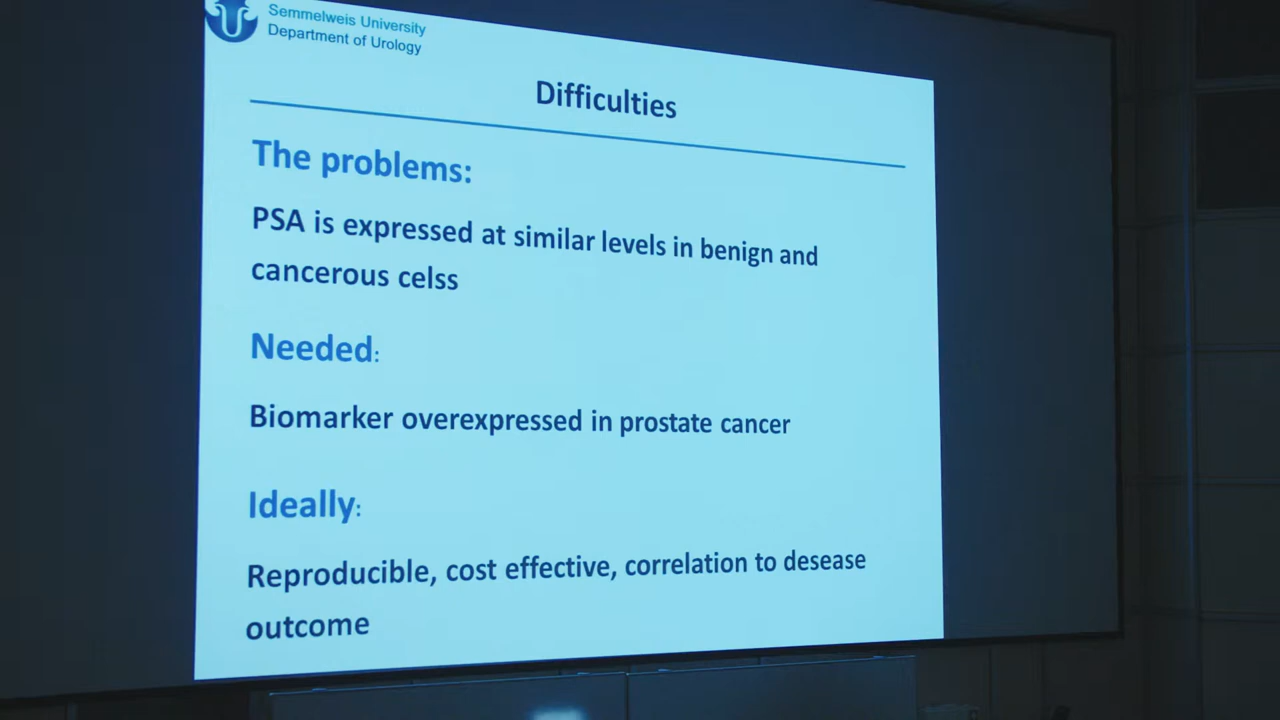 Semmelweis University
Department of Urology
Difficulties
The problems:
PSA is expressed at similar levels in benign and
cancerous celss
Needed:
Biomarker overexpressed in prostate cancer
Ideally:
Reproducible, cost effective, correlation to desease
outcome